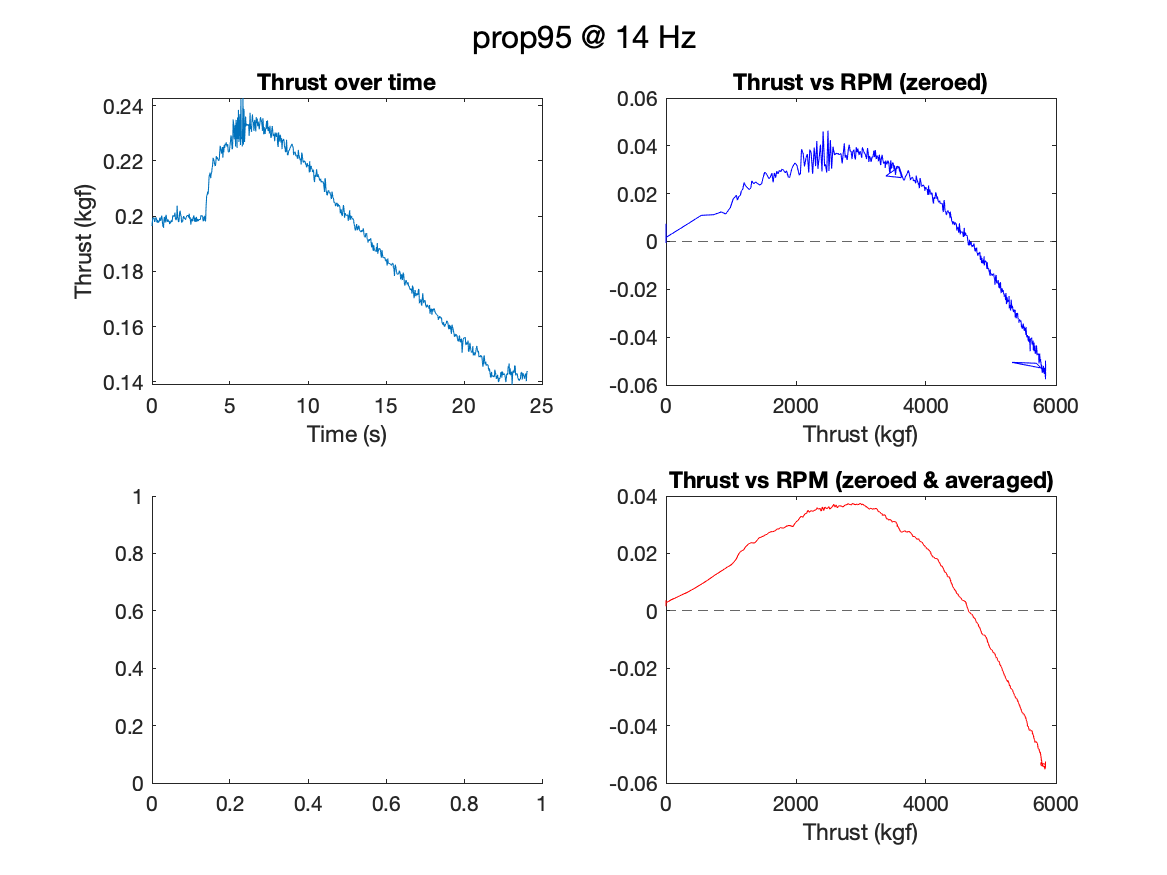 prop95 @ 14 Hz
Thrust over time
Thrust (kgf)
0.24
0.22
0.2
0.18
0.16
0.14
0 5 10 15 20 25
Time (s)
Thrust vs RPM (zeroed)
0.06
0.04
0.02
0
-0.02
-0.04
-0.06
0 2000 4000 6000
Thrust (kgf)
1
0.8
0.6
0.4
0.2
0
0 0.2 0.4 0.6 0.8 1
Thrust vs RPM (zeroed & averaged)
0.04
0.02
0
-0.02
-0.04
-0.06
0 2000 4000 6000
Thrust (kgf)